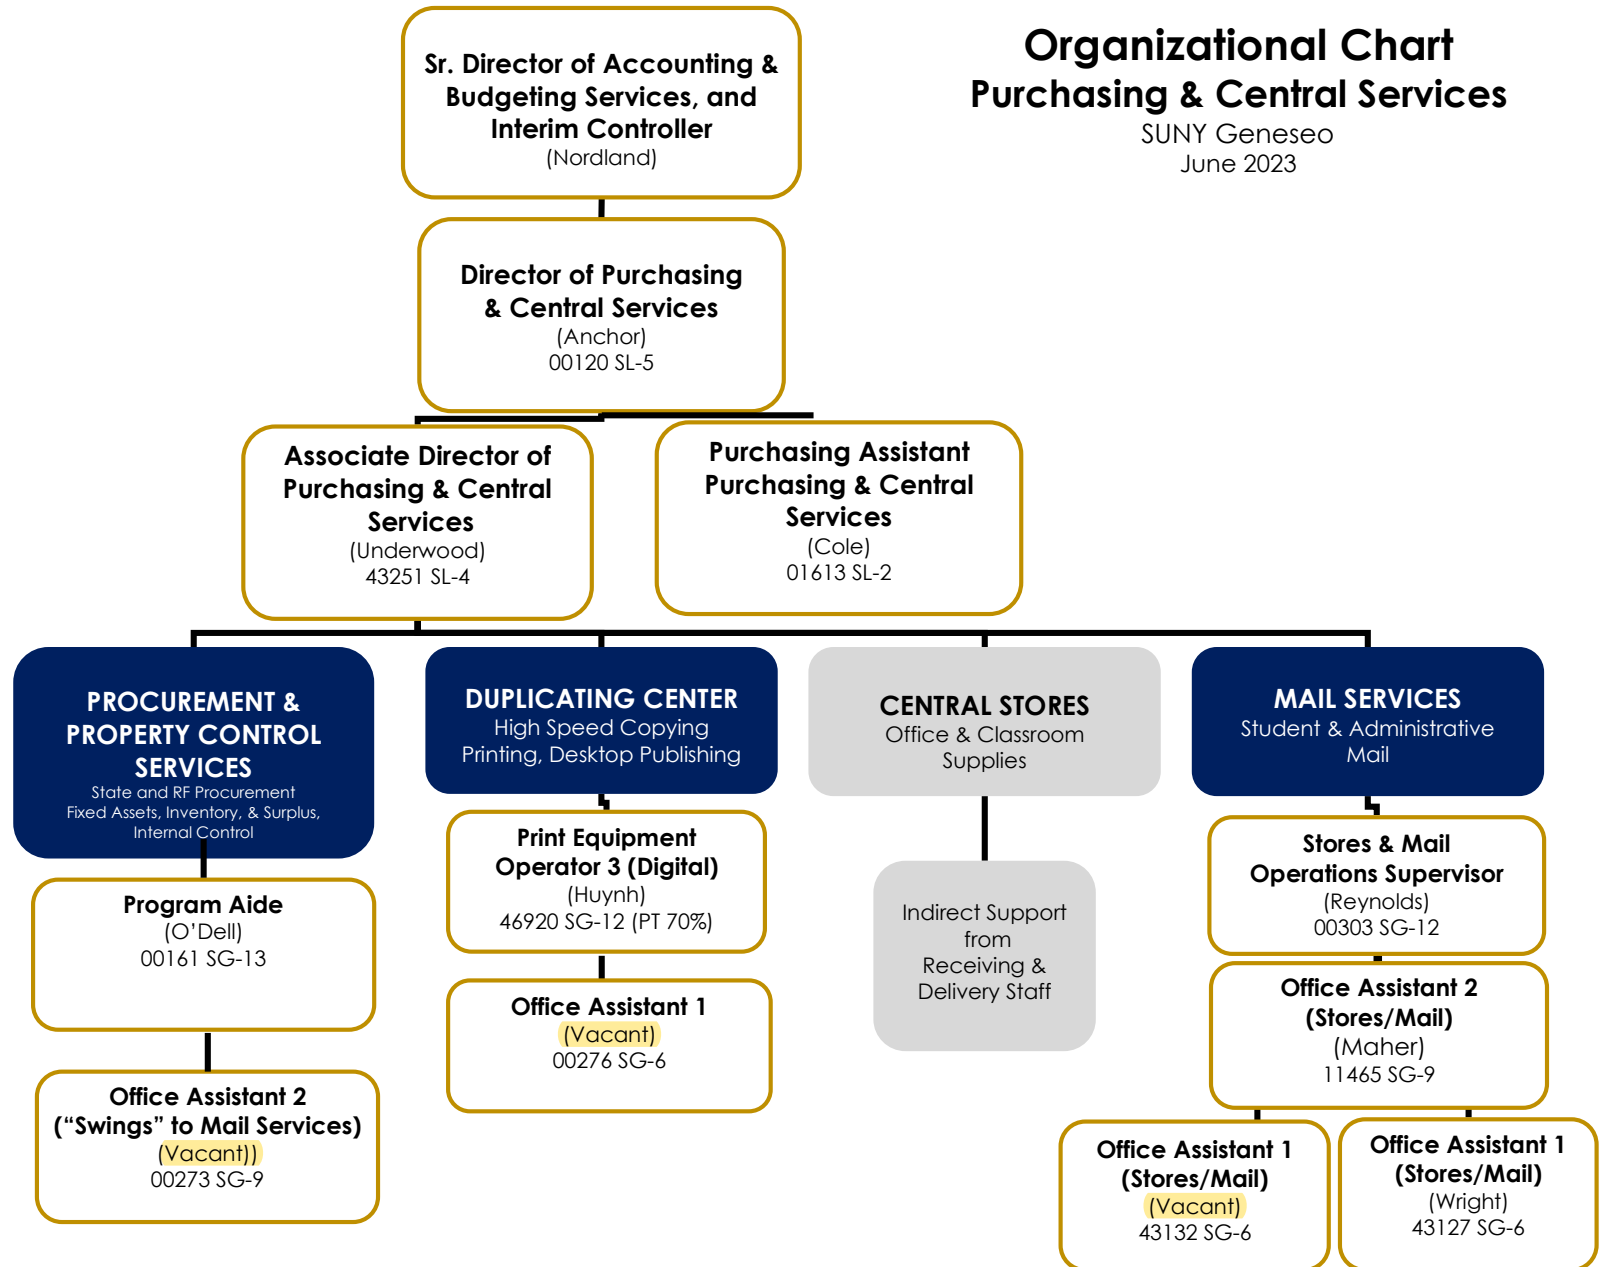 Organizational Chart
Purchasing & Central Services
SUNY Geneseo
June 2023
Sr. Director of Accounting &
Budgeting Services, and
Interim Controller
(Nordland)
Director of Purchasing
& Central Services
(Anchor)
00120 SL-5
Associate Director of
Purchasing & Central
Services
(Underwood)
43251 SL-4
Purchasing Assistant
Purchasing & Central
Services
(Cole)
01613 SL-2
PROCUREMENT &
PROPERTY CONTROL
SERVICES
State and RF Procurement
Fixed Assets, Inventory, & Surplus,
Internal Control
Program Aide
(O’Dell)
00161 SG-13
Office Assistant 2
(“Swings” to Mail Services)
(Vacant))
00273 SG-9
DUPLICATING CENTER
High Speed Copying
Printing, Desktop Publishing
Print Equipment
Operator 3 (Digital)
(Huynh)
46920 SG-12 (PT 70%)
Office Assistant 1
(Vacant)
00276 SG-6
CENTRAL STORES
Office & Classroom
Supplies
Indirect Support
from
Receiving &
Delivery Staff
MAIL SERVICES
Student & Administrative
Mail
Stores & Mail
Operations Supervisor
(Reynolds)
00303 SG-12
Office Assistant 2
(Stores/Mail)
(Maher)
11465 SG-9
Office Assistant 1
(Stores/Mail)
(Vacant)
43132 SG-6
Office Assistant 1
(Stores/Mail)
(Wright)
43127 SG-6